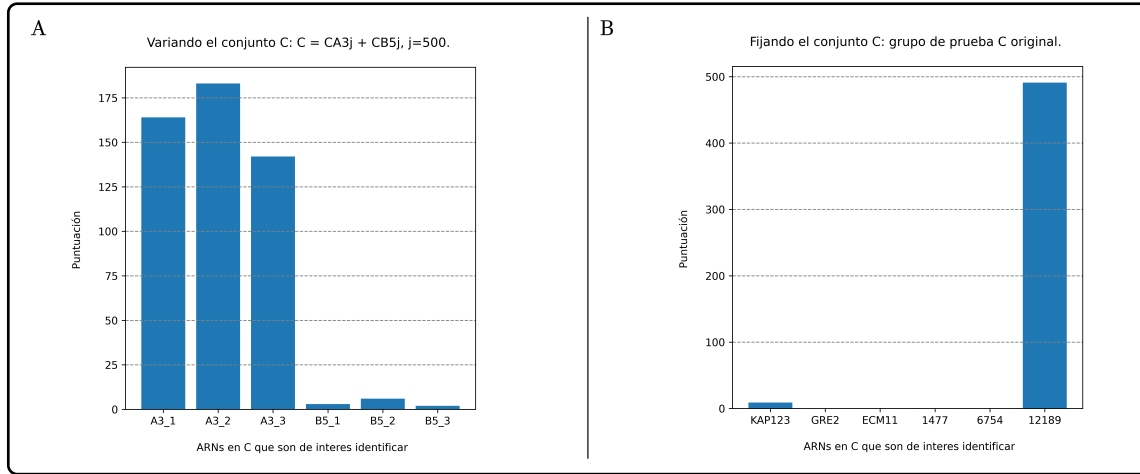 A
Variando el conjunto C: C = CA3j + CB5j, j=500.
Puntuación
175
150
125
100
75
50
25
0
A3_1 A3_2 A3_3 B5_1 B5_2 B5_3
ARNs en C que son de interes identificar
B
Fijando el conjunto C: grupo de prueba C original.
Puntuación
500
400
300
200
100
0
KAP123 GRE2 ECM11 1477 6754 12189
ARNs en C que son de interes identificar